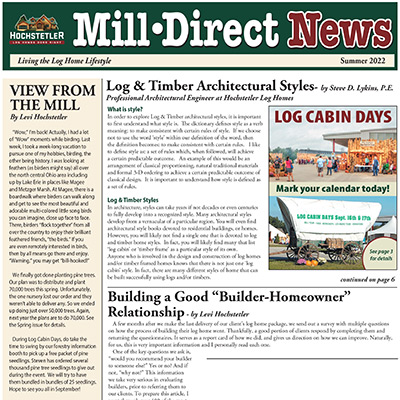 HOCHSTETLER
LOG HOMES DONE RIGHT
Mill•Direct News
Living the Log Home Lifestyle
Summer 2022
VIEW FROM
THE MILL
By Levi Hochstetler
"Wow," I'm back! Actually, I had a lot
of "Wow" moments while birding. Last
week, I took a week-long vacation to
pursue one of my hobbies, birding, the
other being history. I was looking at
feathers (as birders might say) all over
the north central Ohio area including
up by Lake Erie in places like Magee
and Metzgar Marsh. At Magee, there is a
boardwalk where birders can walk along
and get to see the most beautiful and
adorable multi-colored little song birds
you can imagine, close up face to face.
There, birders "flock together" from all
over the country to enjoy their brilliant
feathered friends, "the birds." If you
are even remotely interested in birds,
then by all means go there and enjoy.
"Warning," you may get "bill-hooked!"
We finally got done planting pine trees.
Our plan was to distribute and plant
70,000 trees this spring. Unfortunately,
the one nursery lost our order and they
weren't able to deliver any. So we ended
up doing just over 50,000 trees. Again,
next year the plans are to do 70,000. See
the Spring issue for details.
During Log Cabin Days, do take the
time to swing by our forestry information
booth to pick up a free packet of pine
seedlings. Steven has ordered several
thousand pine tree seedlings to give out
during the event. We will try to have
them bundled in bundles of 25 seedlings.
Hope to see you all in September!
Log & Timber Architectural Styles- by Steve D. Lykins, P.E.
Professional Architectural Engineer at Hochstetler Log Homes
What is style?
In order to explore Log & Timber architectural styles, it is important
to first understand what style is. The dictionary defines style as a verb
meaning; to make consistent with certain rules of style. If we choose
not to use the word 'style' within our definition of the word, then
the definition becomes: to make consistent with certain rules. I like
to define style as: a set of rules which, when followed, will achieve
a certain predictable outcome. An example of this would be an
arrangement of classical proportioning, natural traditional materials
and formal 3-D ordering to achieve a certain predictable outcome of
classical design. It is important to understand how style is defined as
a set of rules.
Log & Timber Styles
In architecture, styles can take years if not decades or even centuries
to fully develop into a recognized style. Many architectural styles
develop from a vernacular of a particular region. You will even find
architectural style books devoted to residential buildings, or homes.
However, you will likely not find a single one that is devoted to log
and timber home styles. In fact, you will likely find many that list
'log cabin' or 'timber frame' as a particular style of its own.
Anyone who is involved in the design and construction of log homes
and/or timber framed homes knows that there is not just one 'log
cabin' style. In fact, there are many different styles of home that can
be built successfully using logs and/or timbers.
LOG CABIN DAYS
Mark your calendar today!
LOG CABIN DAYS Sept. 16th & 17th
See page 3
for details
continued on page 6
Building a Good "Builder-Homeowner"
Relationship - by Levi Hochstetler
A few months after we make the last delivery of our client's log home package, we send out a survey with multiple questions
on how the process of building their log home went. Thankfully, a good portion of clients respond by completing them and
returning the questionnaire. It serves as a report card of how we did, and gives us direction on how we can improve. Naturally,
for us, this is very important information and I personally read each one.
One of the key questions we ask is,
"would you recommend your builder
to someone else?" Yes or no? And if
not, "why not?" This information
we take very serious in evaluating
builders, prior to referring them to
our clients. To prepare this article, I